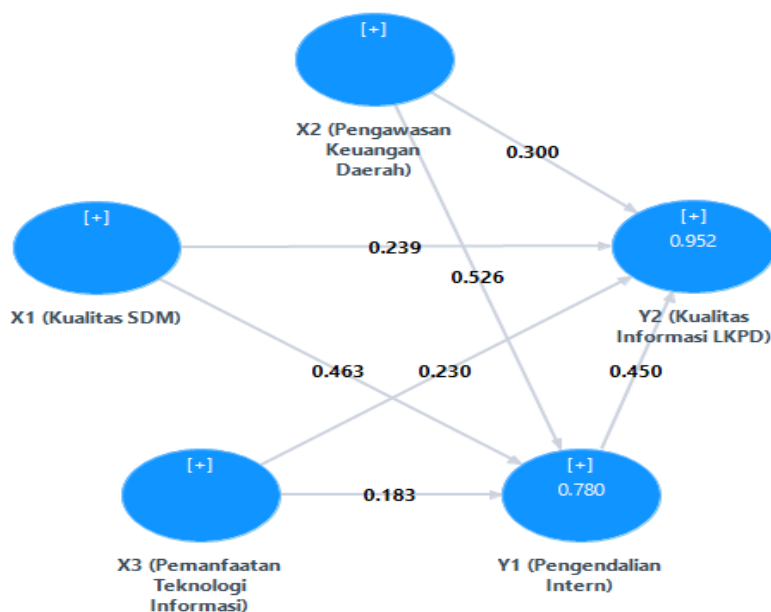 [+]
X2 (Pengawasan
Keuangan
Daerah)
0.300
[+]
X1 (Kualitas SDM)
0.239
[+]
0.952
Y2 (Kualitas
Informasi LKPD)
0.526
0.463
0.230
0.450
[+]
X3 (Pemanfaatan
Teknologi
Informasi)
0.183
[+]
0.780
Y1 (Pengendalian
Intern)